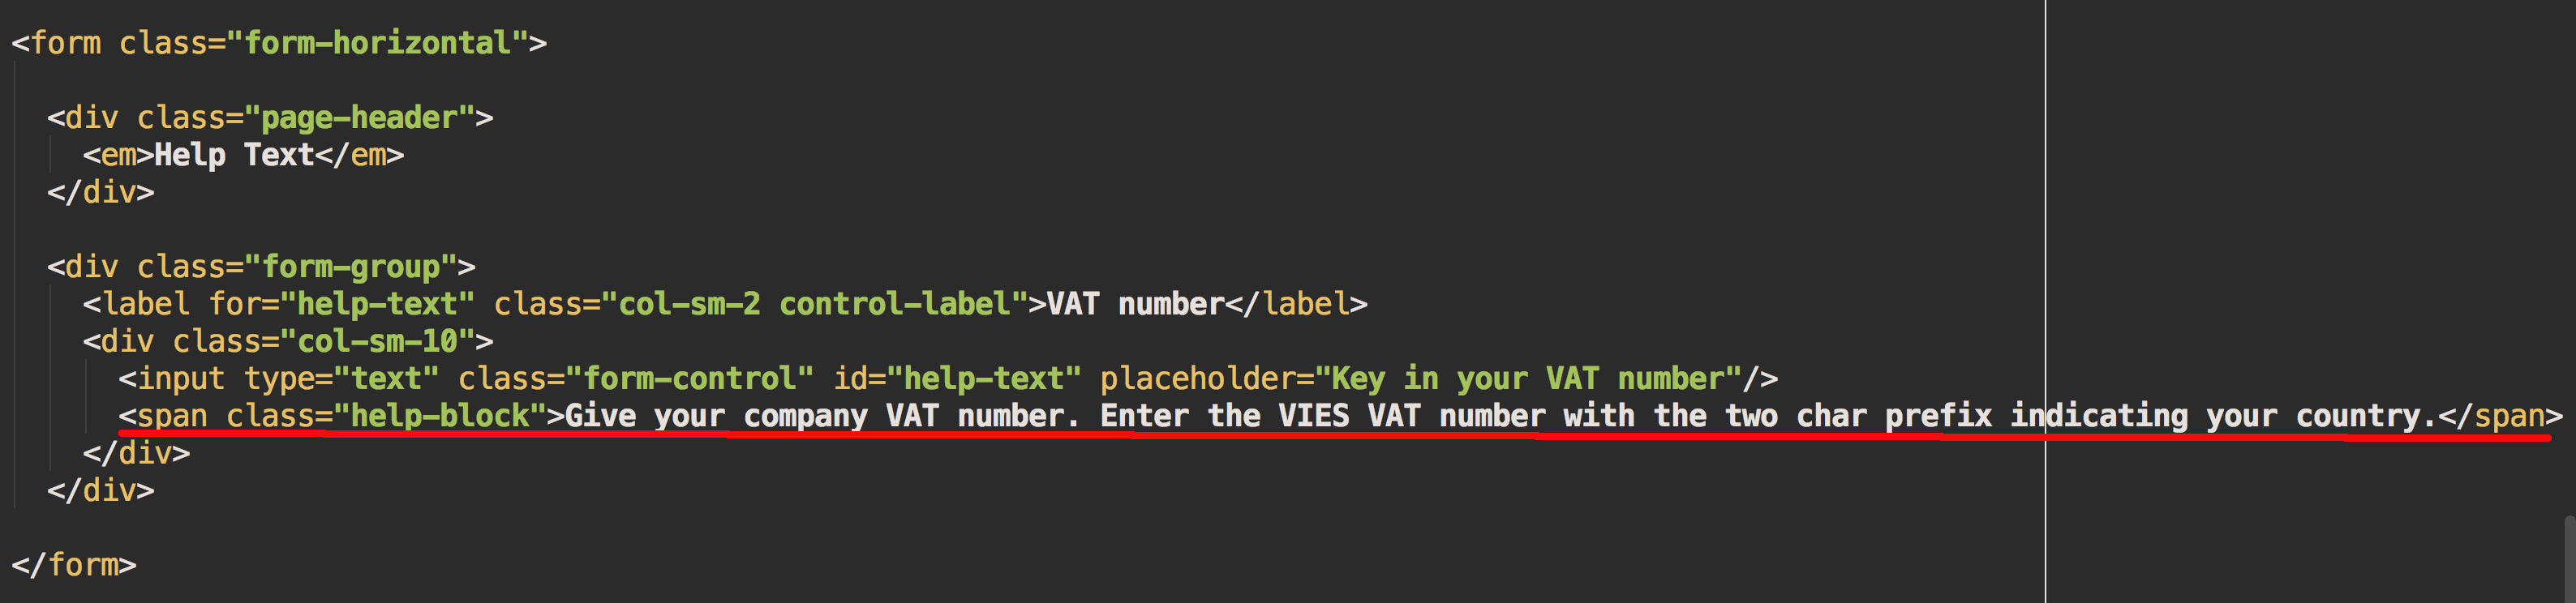 <form class="form-horizontal">
<div class="page-header">
<em>Help Text</em>
</div>
<div class="form-group">
<label for="help-text" class="col-sm-2 control-label">VAT number</label>
<div class="col-sm-10">
<input type="text" class="form-control" id="help-text" placeholder="Key in your VAT number"/>
<span class="help-block">Give your company VAT number. Enter the VIES VAT number with the two char prefix indicating your country.</span>
</div>
</div>
</form>